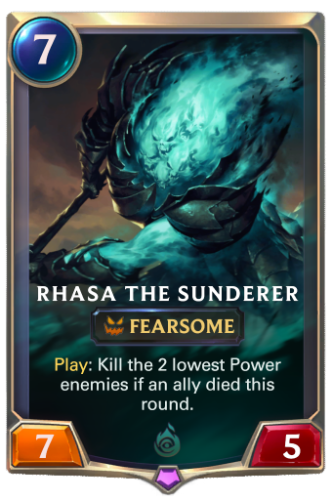 7
RHASA THE SUNDERER
FEARSOME
Play: Kill the 2 lowest Power
enemies if an ally died this
round.
7
5